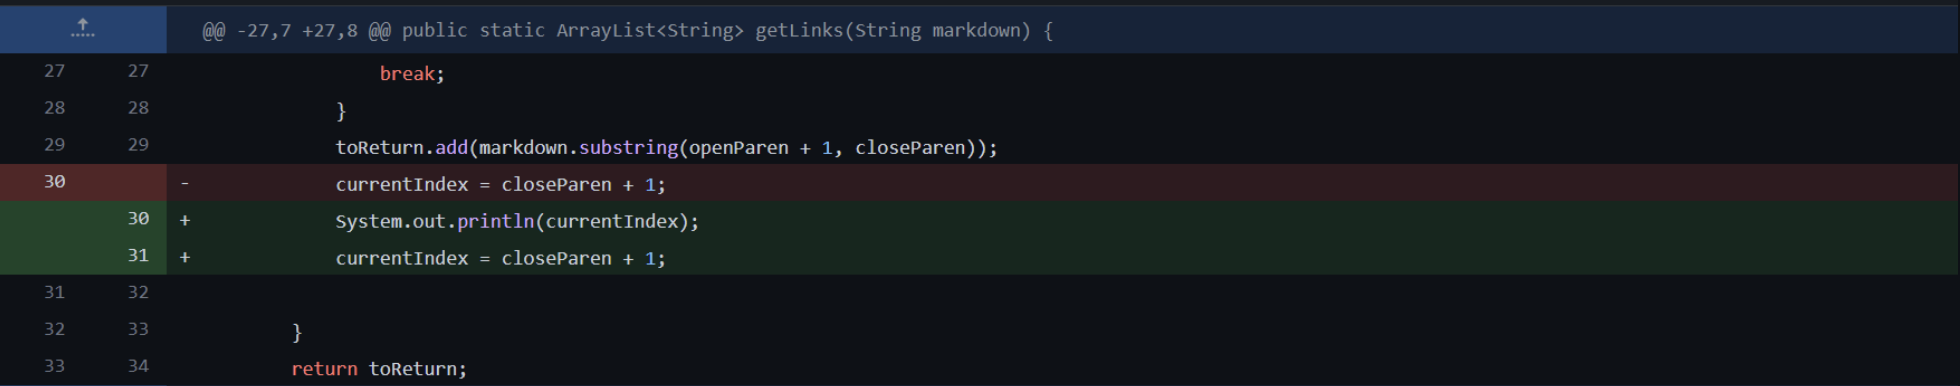 @@ -27,7 +27,8 @@ public static ArrayList<String> getLinks(String markdown) {
27 27 break;
28 28 }
29 29 toReturn.add(markdown.substring(openParen + 1, closeParen));
30 - currentIndex = closeParen + 1;
30 + System.out.println(currentIndex);
31 + currentIndex = closeParen + 1;
31 32
32 33 }
33 34 return toReturn;